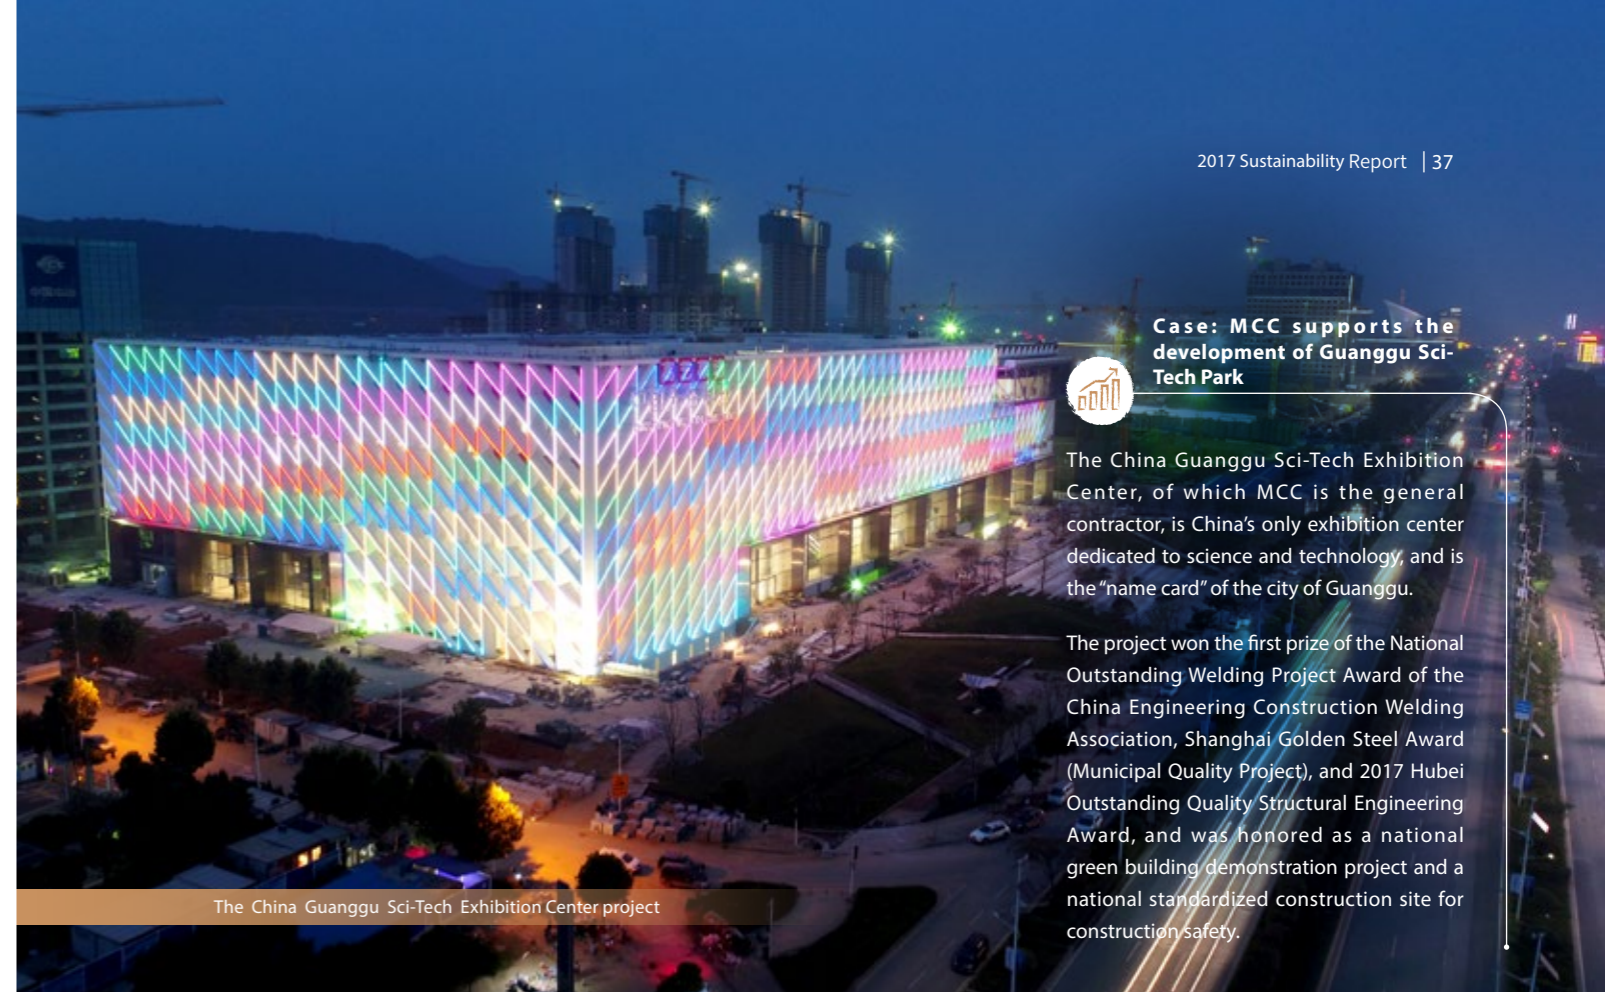 2017 Sustainability Report | 37
Case: MCC supports the
development of Guanggu Sci-
Tech Park
The China Guanggu Sci-Tech Exhibition
Center, of which MCC is the general
contractor, is China’s only exhibition center
dedicated to science and technology, and is
the “name card” of the city of Guanggu.
The project won the first prize of the National
Outstanding Welding Project Award of the
China Engineering Construction Welding
Association, Shanghai Golden Steel Award
(Municipal Quality Project), and 2017 Hubei
Outstanding Quality Structural Engineering
Award, and was honored as a national
green building demonstration project and a
national standardized construction site for
construction safety.
The China Guanggu Sci-Tech Exhibition Center project